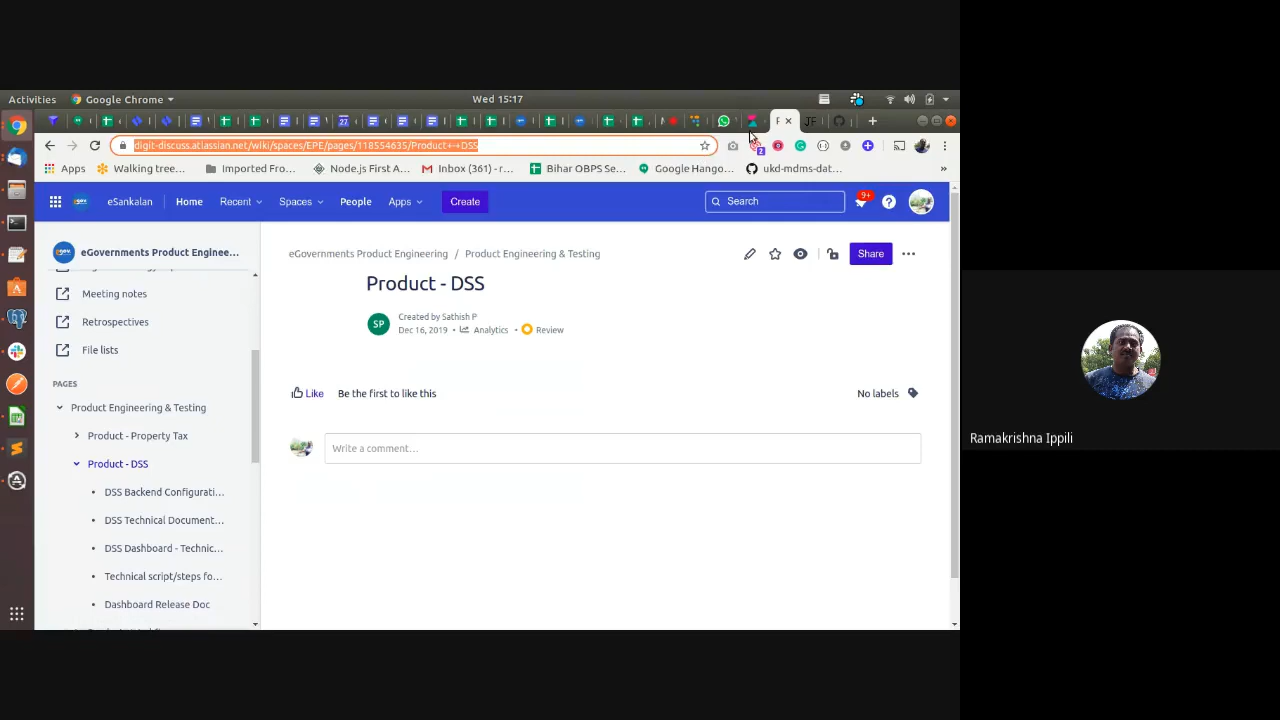 Activities
Google Chrome
Wed 15:17
27
JF
digit-discuss.atlassian.net/wiki/spaces/EPE/pages/118554635/Product+-+DSS
2
Apps
Walking tree...
Imported Fro...
Node.js First A...
Inbox (3) - r...
Bihar OBPS Se...
Google Hango...
ukd-mdms-dat...
»
eSankalan
Home
Recent
Spaces
People
Apps
Create
Search
9+
eGovernments Product Enginee...
Meeting notes
Retrospectives
File lists
PAGES
Product Engineering & Testing
Product - Property Tax
Product - DSS
DSS Backend Configurati...
DSS Technical Document...
DSS Dashboard - Technic...
Technical script/steps fo...
Dashboard Release Doc
eGovernments Product Engineering / Product Engineering & Testing
Share
Product - DSS
SP
Created by Sathish P
Dec 16, 2019 • Analytics • Review
Like
Be the first to like this
No labels
Write a comment...
Ramakrishna Ippili